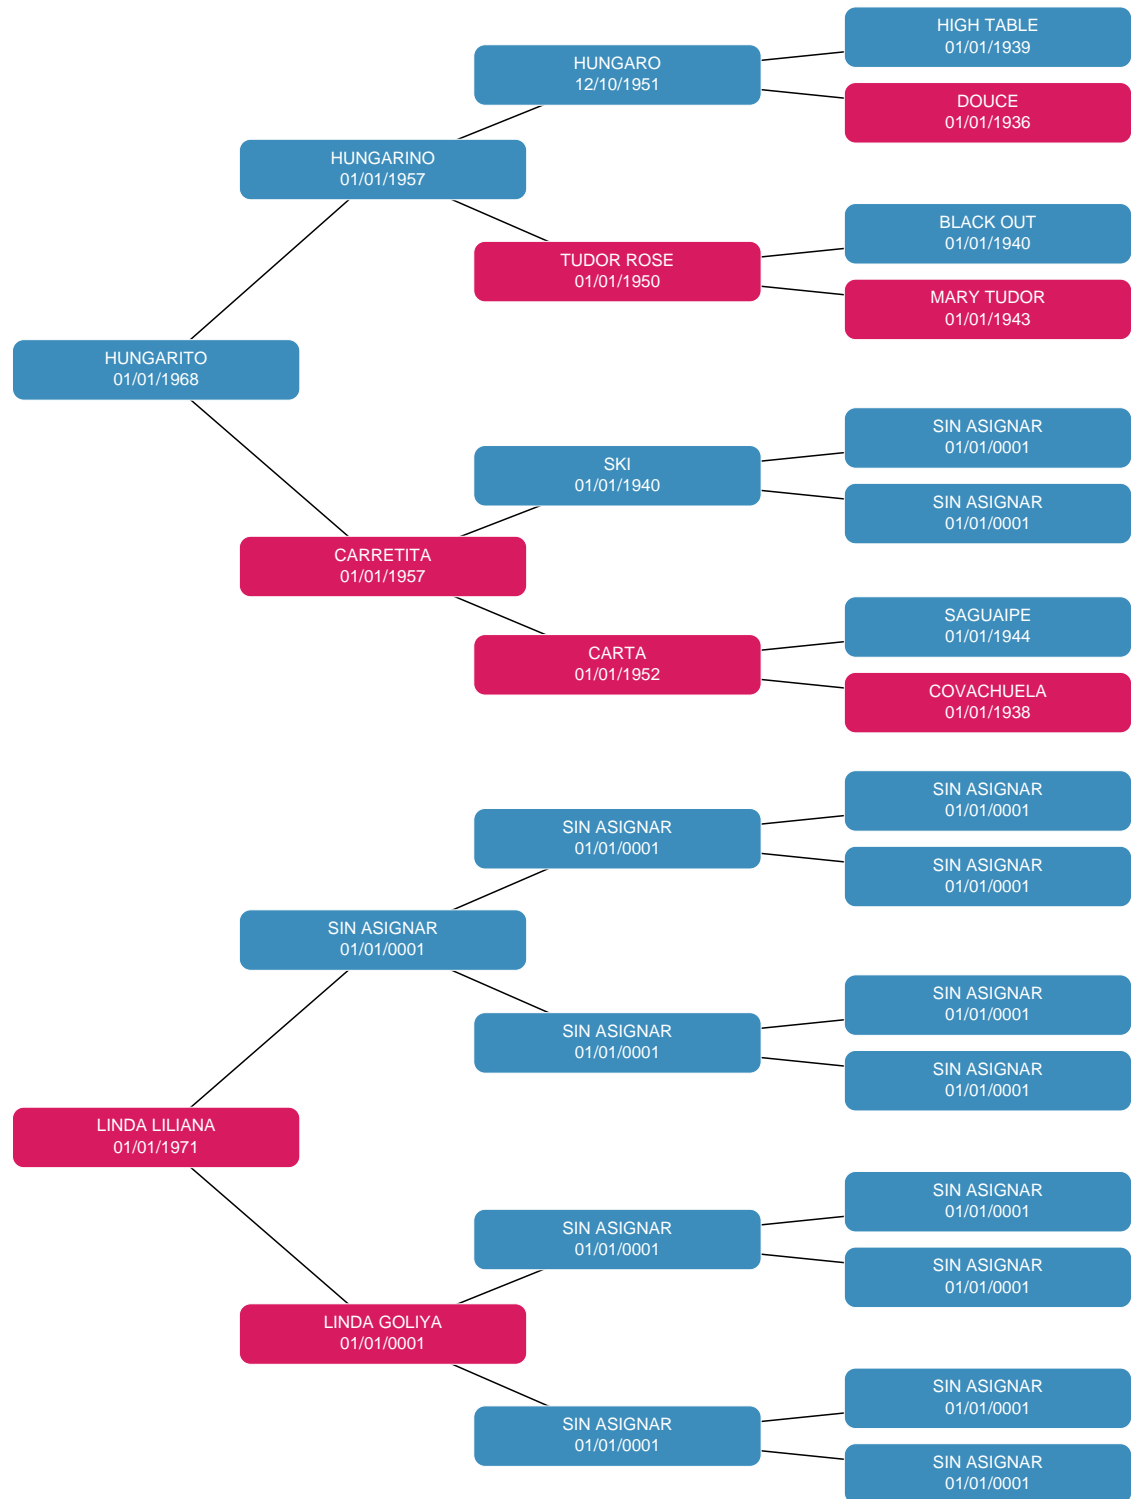 HIGH TABLE
01/01/1939
HUNGARO
12/10/1951
DOUCE
01/01/1936
HUNGARINO
01/01/1957
BLACK OUT
01/01/1940
TUDOR ROSE
01/01/1950
MARY TUDOR
01/01/1943
HUNGARITO
01/01/1968
SIN ASIGNAR
01/01/0001
SKI
01/01/1940
SIN ASIGNAR
01/01/0001
CARRETITA
01/01/1957
SAGUAIPE
01/01/1944
CARTA
01/01/1952
COVACHUELA
01/01/1938
SIN ASIGNAR
01/01/0001
SIN ASIGNAR
01/01/0001
SIN ASIGNAR
01/01/0001
SIN ASIGNAR
01/01/0001
SIN ASIGNAR
01/01/0001
SIN ASIGNAR
01/01/0001
SIN ASIGNAR
01/01/0001
LINDA LILIANA
01/01/1971
SIN ASIGNAR
01/01/0001
SIN ASIGNAR
01/01/0001
SIN ASIGNAR
01/01/0001
LINDA GOLIYA
01/01/0001
SIN ASIGNAR
01/01/0001
SIN ASIGNAR
01/01/0001
SIN ASIGNAR
01/01/0001